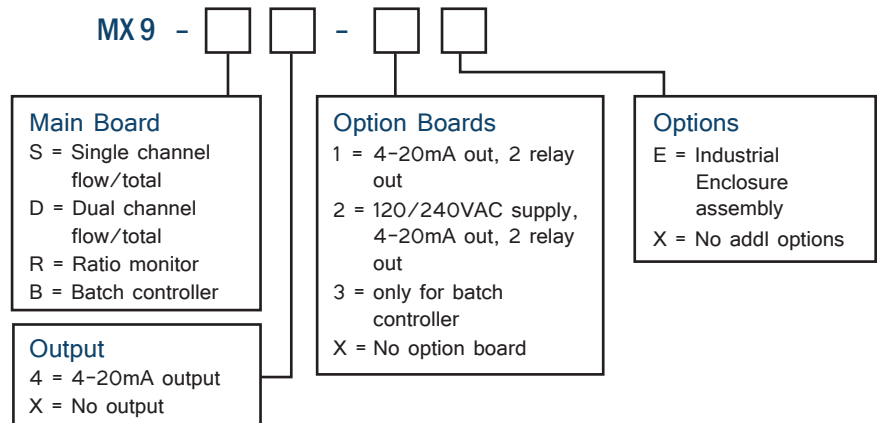 MX 9 - -
Main Board
S = Single channel
flow/total
D = Dual channel
flow/total
R = Ratio monitor
B = Batch controller
Output
4 = 4-20mA output
X = No output
Option Boards
1 = 4-20mA out, 2 relay
out
2 = 120/240VAC supply,
4-20mA out, 2 relay
out
3 = only for batch
controller
X = No option board
Options
E = Industrial
Enclosure
assembly
X = No addl options